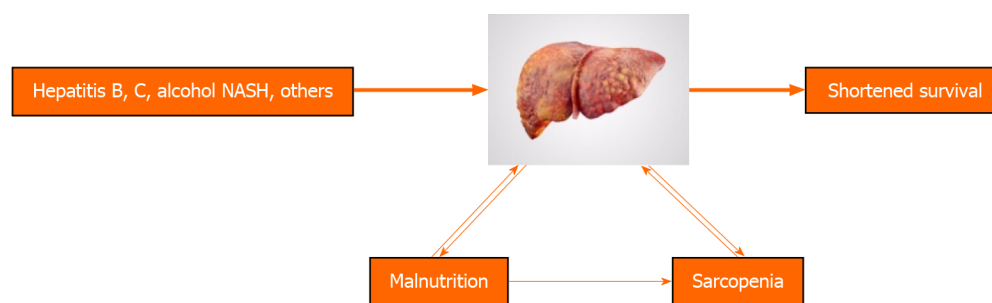 Hepatitis B, C, alcohol NASH, others
Shortened survival
Malnutrition
Sarcopenia